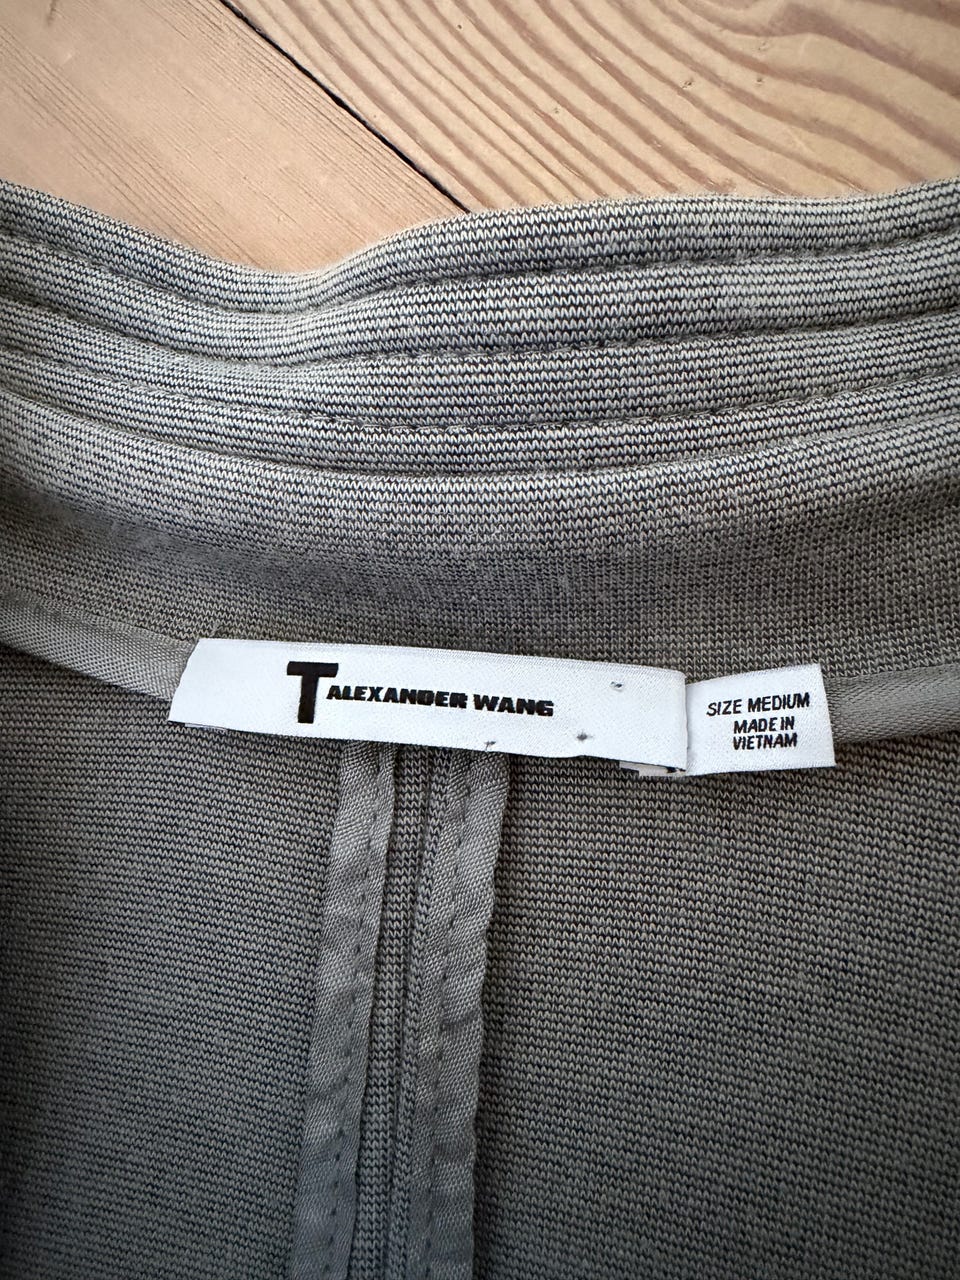 T ALEXANDER WANG
SIZE MEDIUM
MADE IN
VIETNAM